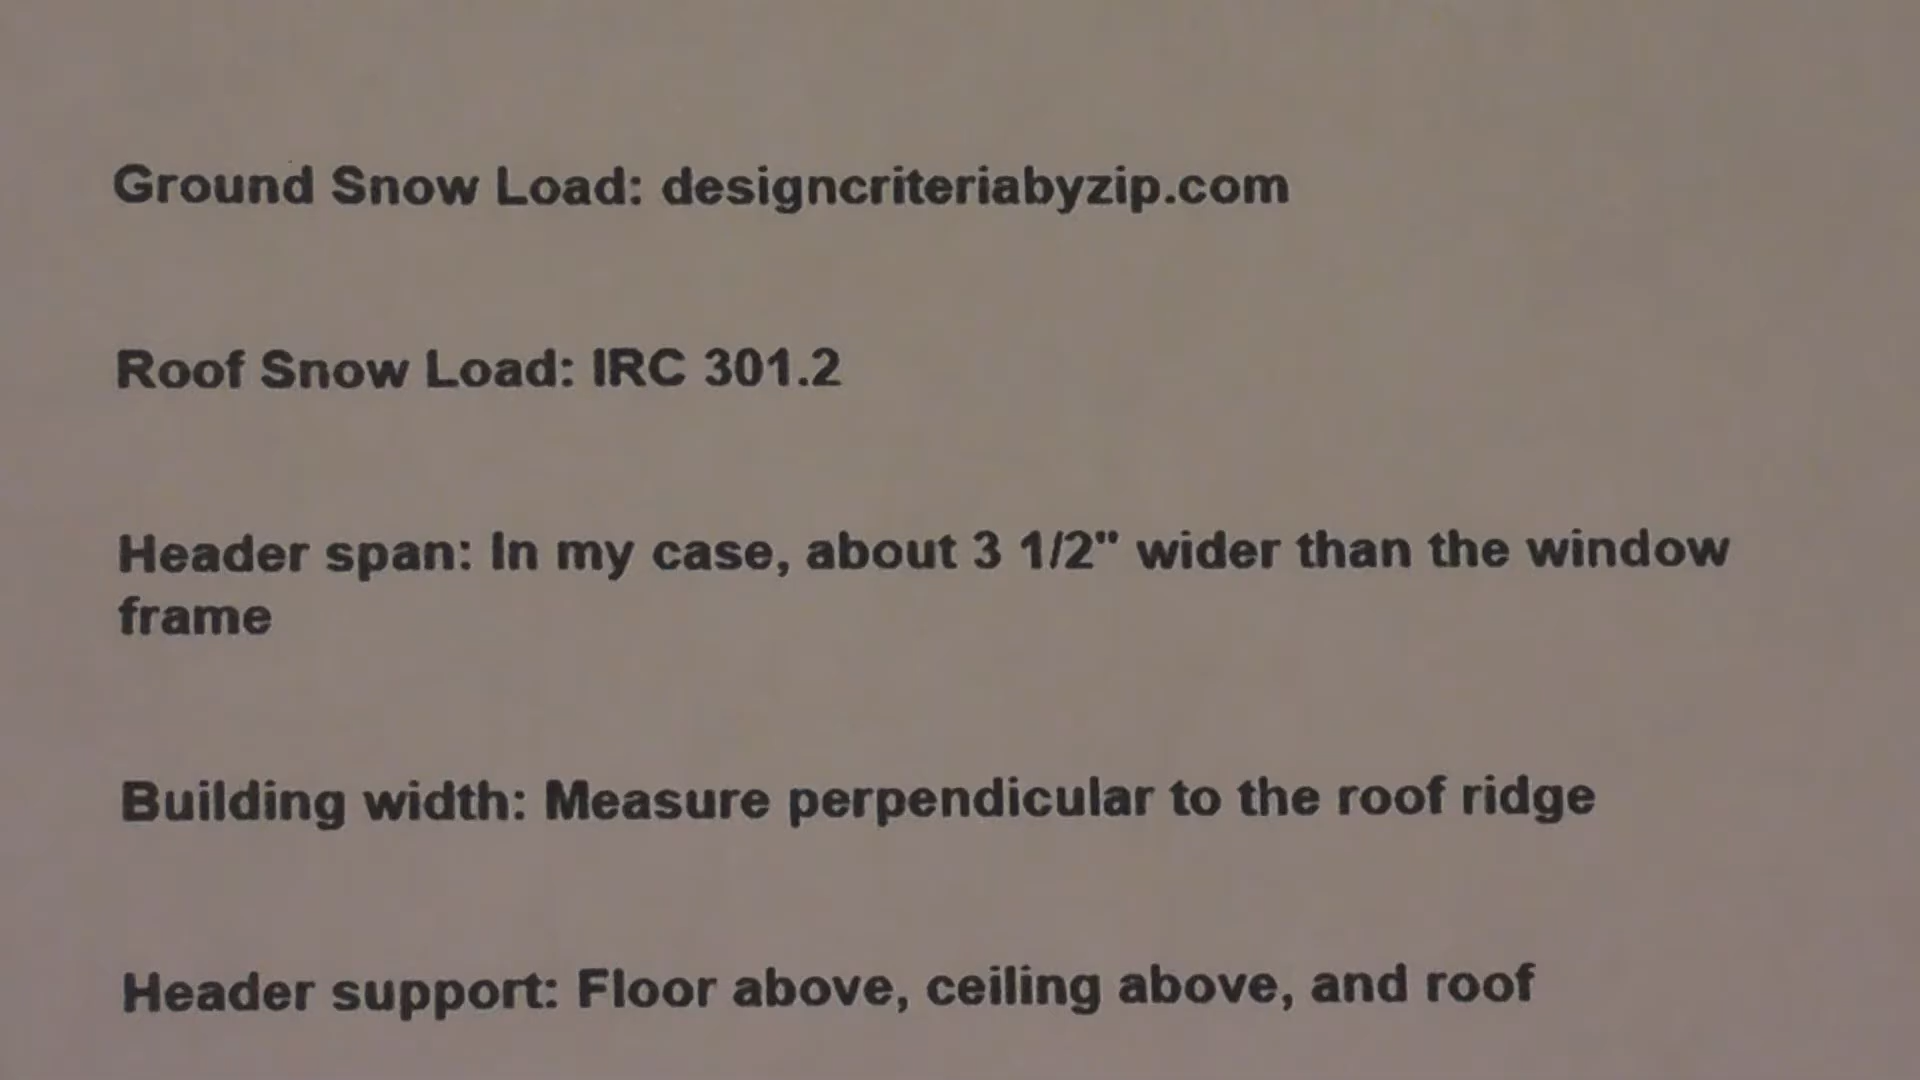 Ground Snow Load: designcriteriabyzip.com
Roof Snow Load: IRC 301.2
Header span: In my case, about 3 1/2" wider than the window
frame
Building width: Measure perpendicular to the roof ridge
Header support: Floor above, ceiling above, and roof